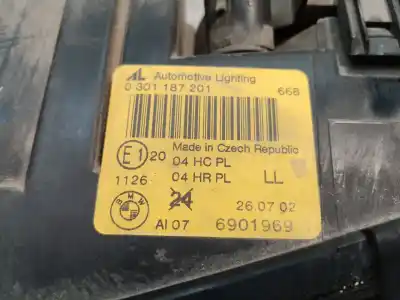 AL Automotive Lighting
0 301 187 201 668
Made in Czech Republic
E1 20 04 HC PL
1126 04 HR PL LL
BMW 24 26.07.02
AI 07 6901969